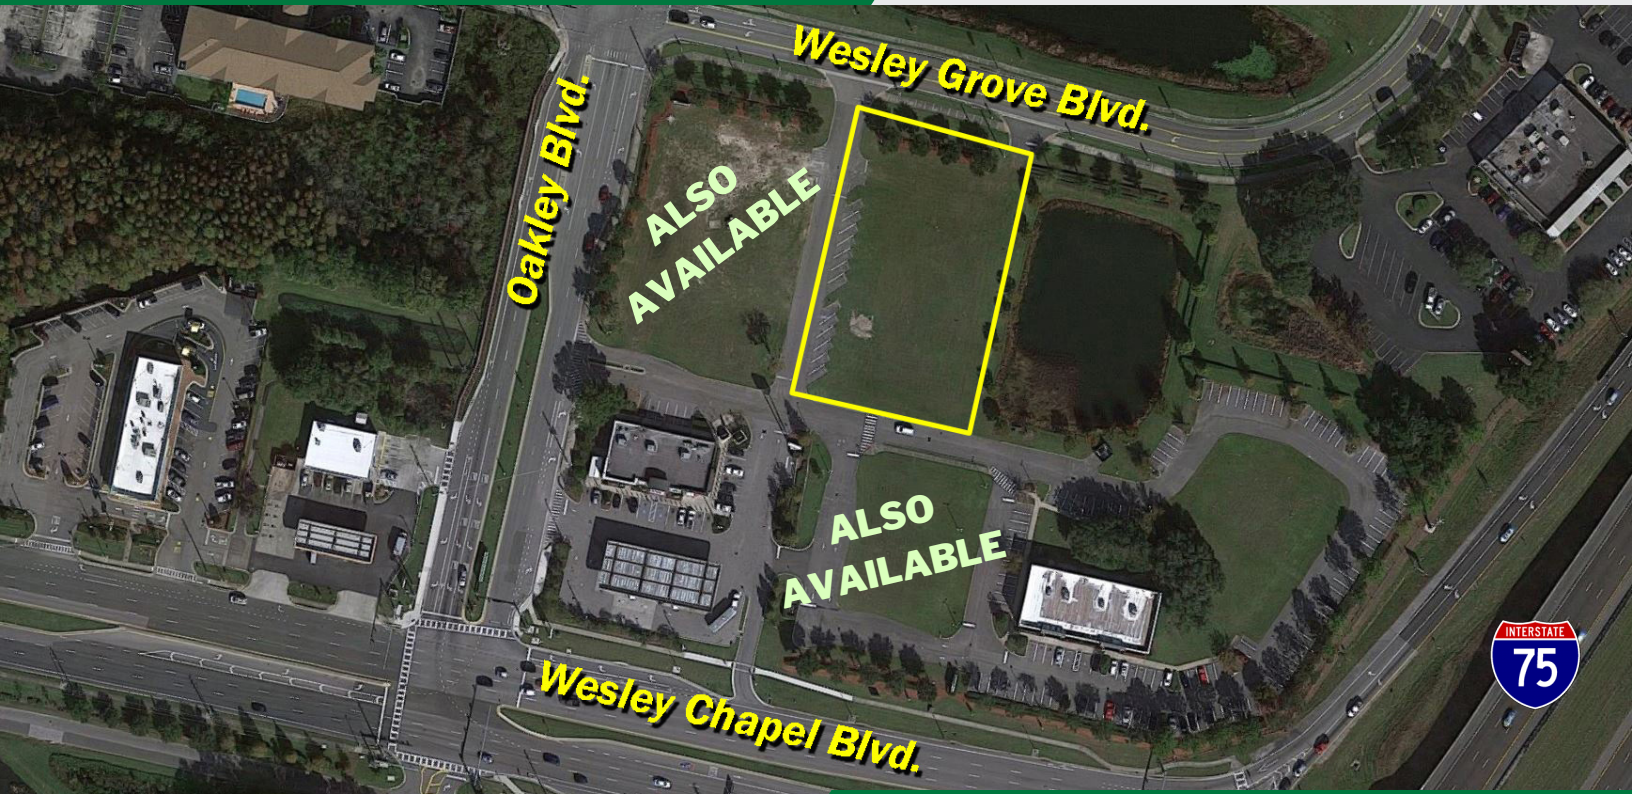 Wesley Grove Blvd.
Oakley Blvd.
ALSO
AVAILABLE
ALSO
AVAILABLE
Wesley Chapel Blvd.
INTERSTATE
75